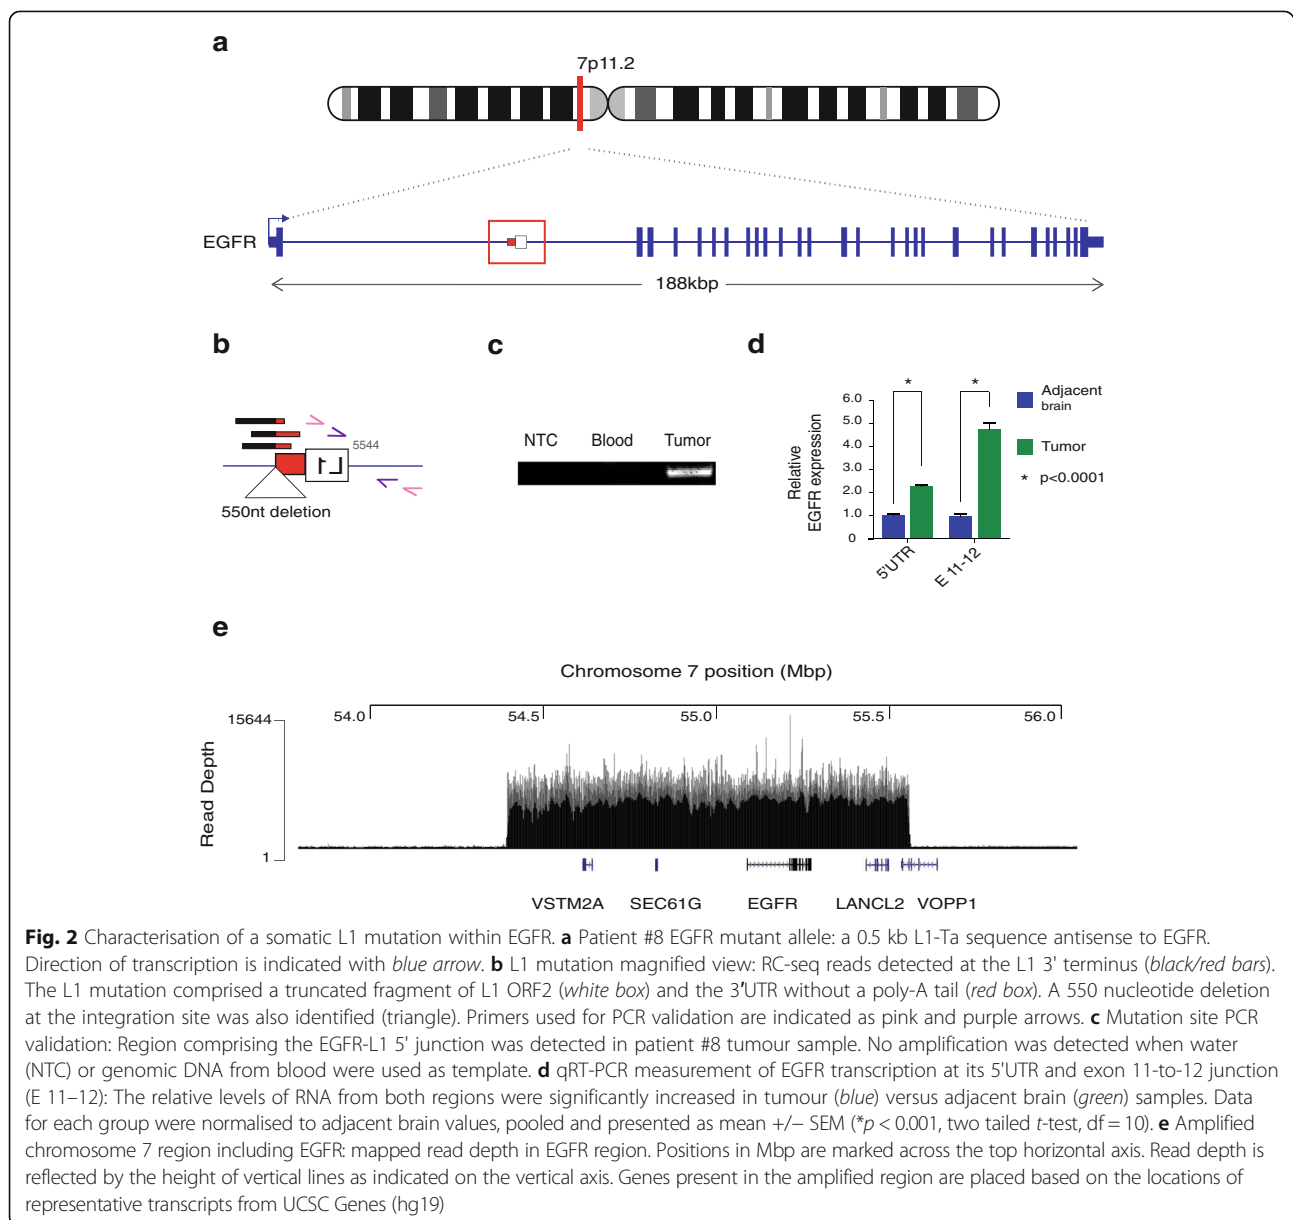 a
7p11.2
EGFR
188kbp
b
5544
L1
550nt deletion
c
NTC Blood Tumor
d
Relative
EGFR expression
6.0
5.0
4.0
3.0
2.0
1.0
0
* *
5'UTR
E 11-12
Adjacent
brain
Tumor
* p<0.0001
e
Chromosome 7 position (Mbp)
54.0 54.5 55.0 55.5 56.0
15644
Read Depth
1
VSTM2A SEC61G EGFR LANCL2 VOPP1
Fig. 2 Characterisation of a somatic L1 mutation within EGFR. a Patient #8 EGFR mutant allele: a 0.5 kb L1-Ta sequence antisense to EGFR.
Direction of transcription is indicated with blue arrow. b L1 mutation magnified view: RC-seq reads detected at the L1 3' terminus (black/red bars).
The L1 mutation comprised a truncated fragment of L1 ORF2 (white box) and the 3′UTR without a poly-A tail (red box). A 550 nucleotide deletion
at the integration site was also identified (triangle). Primers used for PCR validation are indicated as pink and purple arrows. c Mutation site PCR
validation: Region comprising the EGFR-L1 5' junction was detected in patient #8 tumour sample. No amplification was detected when water
(NTC) or genomic DNA from blood were used as template. d qRT-PCR measurement of EGFR transcription at its 5'UTR and exon 11-to-12 junction
(E 11–12): The relative levels of RNA from both regions were significantly increased in tumour (blue) versus adjacent brain (green) samples. Data
for each group were normalised to adjacent brain values, pooled and presented as mean +/− SEM (*p < 0.001, two tailed t-test, df = 10). e Amplified
chromosome 7 region including EGFR: mapped read depth in EGFR region. Positions in Mbp are marked across the top horizontal axis. Read depth is
reflected by the height of vertical lines as indicated on the vertical axis. Genes present in the amplified region are placed based on the locations of
representative transcripts from UCSC Genes (hg19)